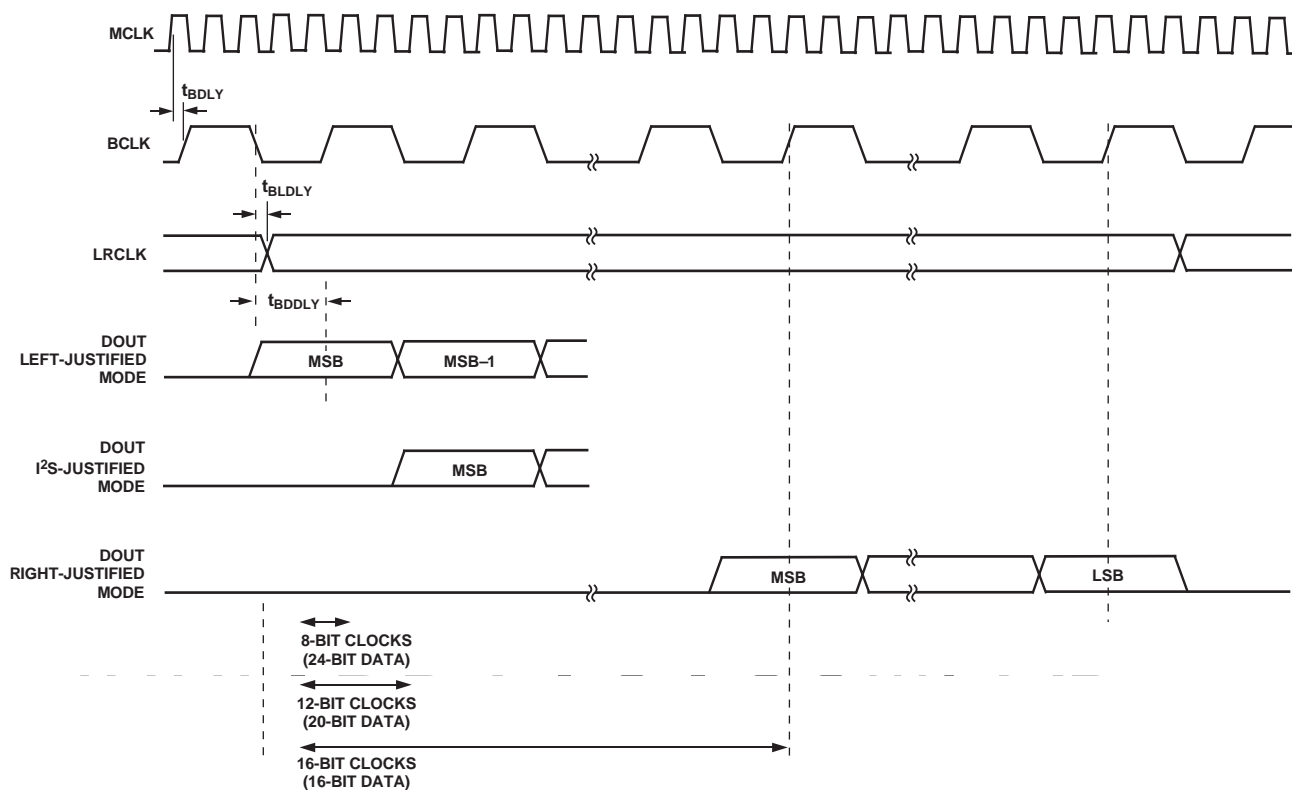 MCLK
tBDLY
BCLK
tBLDLY
LRCLK
tBDDLY
DOUT
LEFT-JUSTIFIED
MODE
MSB
MSB–1
DOUT
I²S-JUSTIFIED
MODE
MSB
DOUT
RIGHT-JUSTIFIED
MODE
MSB
LSB
8-BIT CLOCKS
(24-BIT DATA)
12-BIT CLOCKS
(20-BIT DATA)
16-BIT CLOCKS
(16-BIT DATA)